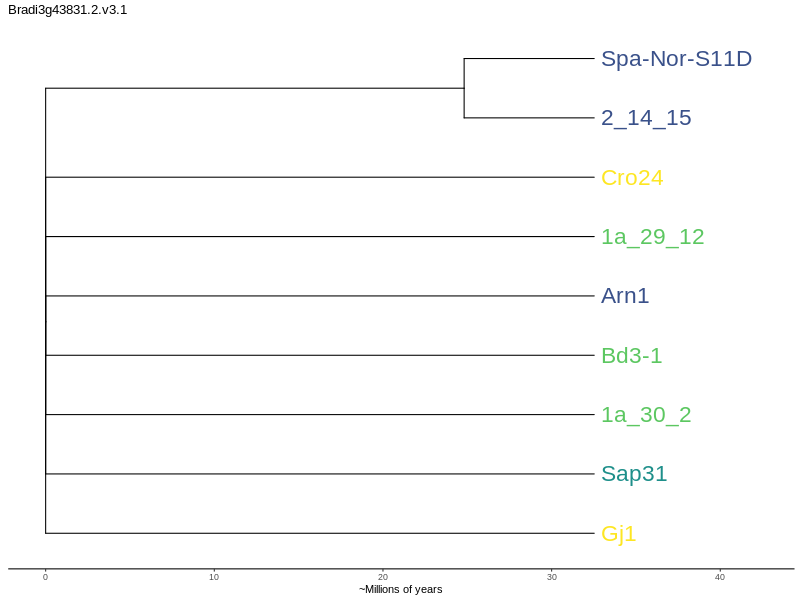 Bradi3g43831.2.v3.1
Spa-Nor-S11D
2_14_15
Cro24
1a_29_12
Arn1
Bd3-1
1a_30_2
Sap31
Gj1
0 10 20 30 40
~Millions of years